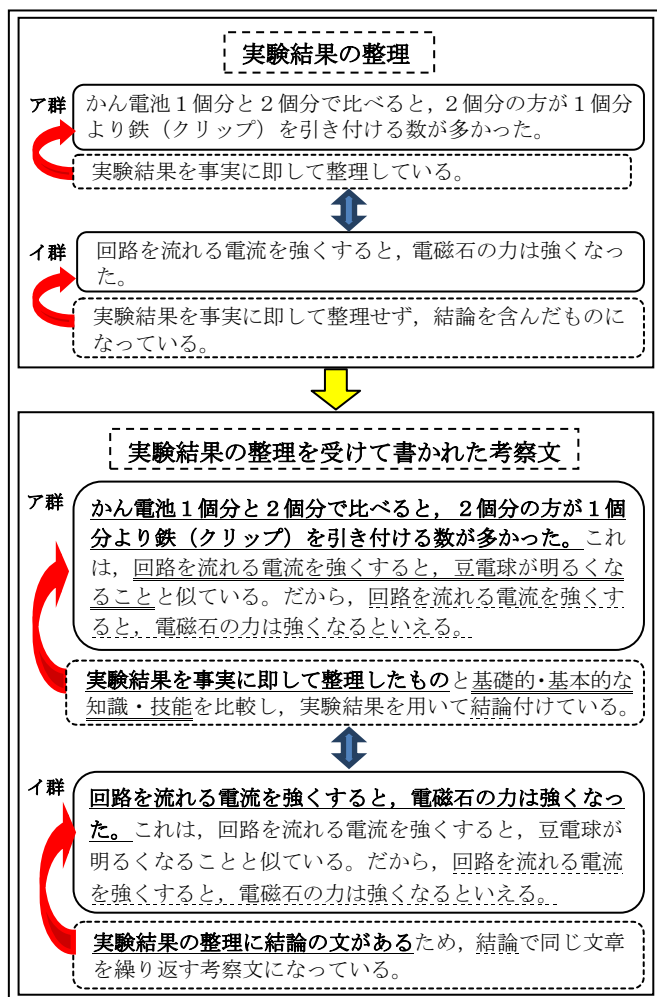 実験結果の整理
ア群
かん電池１個分と２個分で比べると，２個分の方が１個分
より鉄（クリップ）を引き付ける数が多かった。
実験結果を事実に即して整理している。
イ群
回路を流れる電流を強くすると，電磁石の力は強くなっ
た。
実験結果を事実に即して整理せず，結論を含んだものに
なっている。
実験結果の整理を受けて書かれた考察文
ア群
かん電池１個分と２個分で比べると，２個分の方が１個
分より鉄（クリップ）を引き付ける数が多かった。これ
は，回路を流れる電流を強くすると，豆電球が明るくな
ることと似ている。だから，回路を流れる電流を強くす
ると，電磁石の力は強くなるといえる。
実験結果を事実に即して整理したものと基礎的・基本的な
知識・技能を比較し，実験結果を用いて結論付けている。
イ群
回路を流れる電流を強くすると，電磁石の力は強くなっ
た。これは，回路を流れる電流を強くすると，豆電球が
明るくなることと似ている。だから，回路を流れる電流
を強くすると，電磁石の力は強くなるといえる。
実験結果の整理に結論の文があるため，結論で同じ文章
を繰り返す考察文になっている。